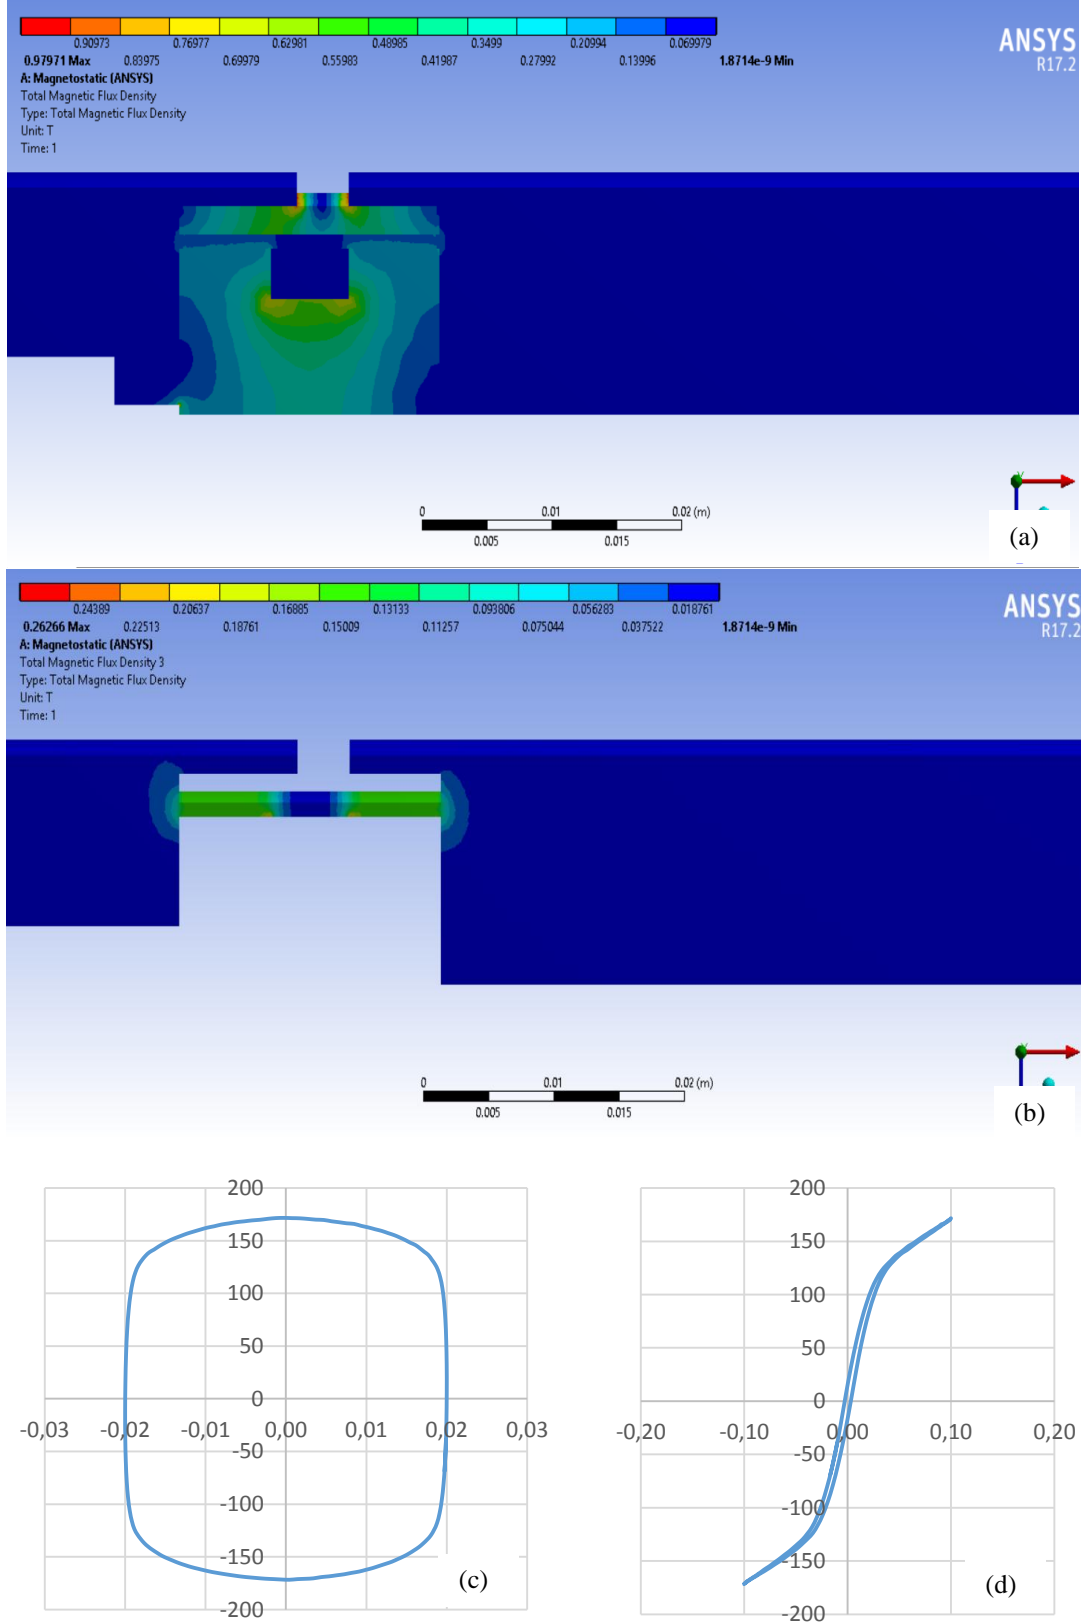 0.90973 0.76977 0.62981 0.48985 0.3499 0.20994 0.069979
0.97971 Max 0.83975 0.69979 0.55983 0.41987 0.27992 0.13996 1.8714e-9 Min
A: Magnetostatic (ANSYS)
Total Magnetic Flux Density
Type: Total Magnetic Flux Density
Unit: T
Time: 1
ANSYS
R17.2
0 0.01 0.02 (m)
0.005 0.015
(a)
0.24389 0.20637 0.16885 0.13133 0.093806 0.056283 0.018761
0.26266 Max 0.22513 0.18761 0.15009 0.11257 0.075044 0.037522 1.8714e-9 Min
A: Magnetostatic (ANSYS)
Total Magnetic Flux Density 3
Type: Total Magnetic Flux Density
Unit: T
Time: 1
ANSYS
R17.2
0 0.01 0.02 (m)
0.005 0.015
(b)
200
150
100
50
0
-0,03 -0,02 -0,01 0,00 0,01 0,02 0,03
-50
-100
-150
-200
(c)
200
150
100
50
0
-0,20 -0,10 0,00 0,10 0,20
-50
-100
-150
-200
(d)